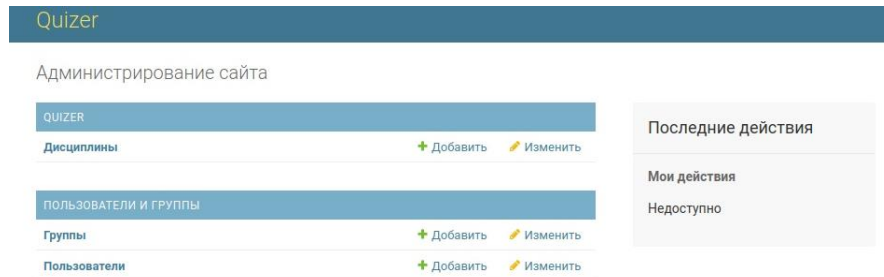 Quizer
Администрирование сайта
QUIZER
Дисциплины Добавить Изменить
ПОЛЬЗОВАТЕЛИ И ГРУППЫ
Группы Добавить Изменить
Пользователи Добавить Изменить
Последние действия
Мои действия
Недоступно